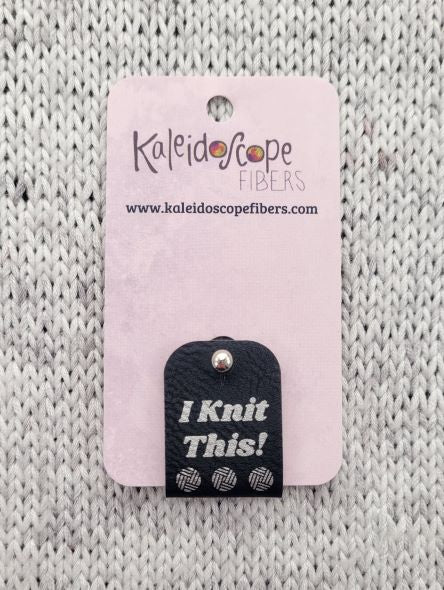 Kaleidoscope
FIBERS
www.kaleidoscopefibers.com
I Knit
This!